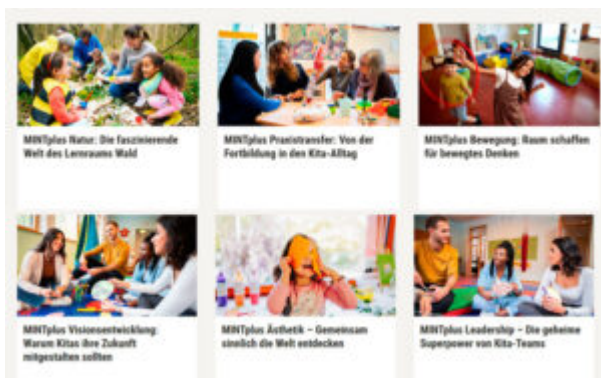 MINTplus Natur: Die faszinierende
Welt des Lernraums Wald
MINTplus Praxistransfer: Von der
Fortbildung in den Kita-Alltag
MINTplus Bewegung: Raum schaffen
für bewegtes Denken
MINTplus Visionsentwicklung:
Warum Kitas ihre Zukunft
mitgestalten sollten
MINTplus Ästhetik – Gemeinsam
sinnlich die Welt entdecken
MINTplus Leadership – Die geheime
Superpower von Kita-Teams